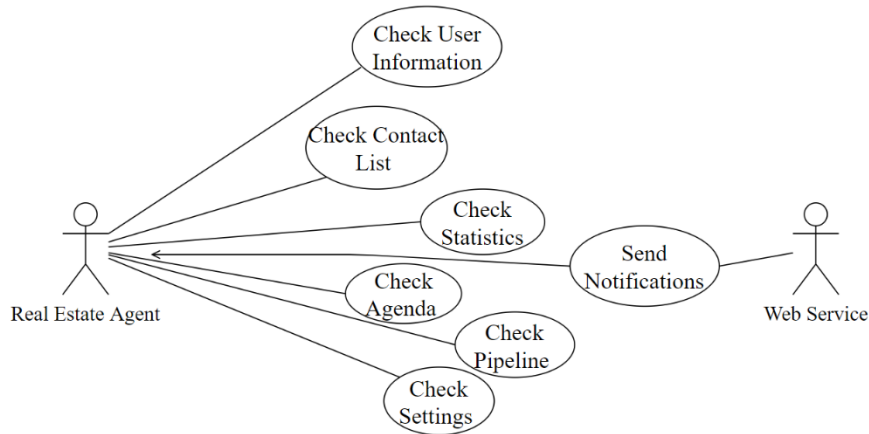 Check User
Information
Check Contact
List
Check
Statistics
Send
Notifications
Check
Agenda
Real Estate Agent
Web Service
Check
Pipeline
Check
Settings